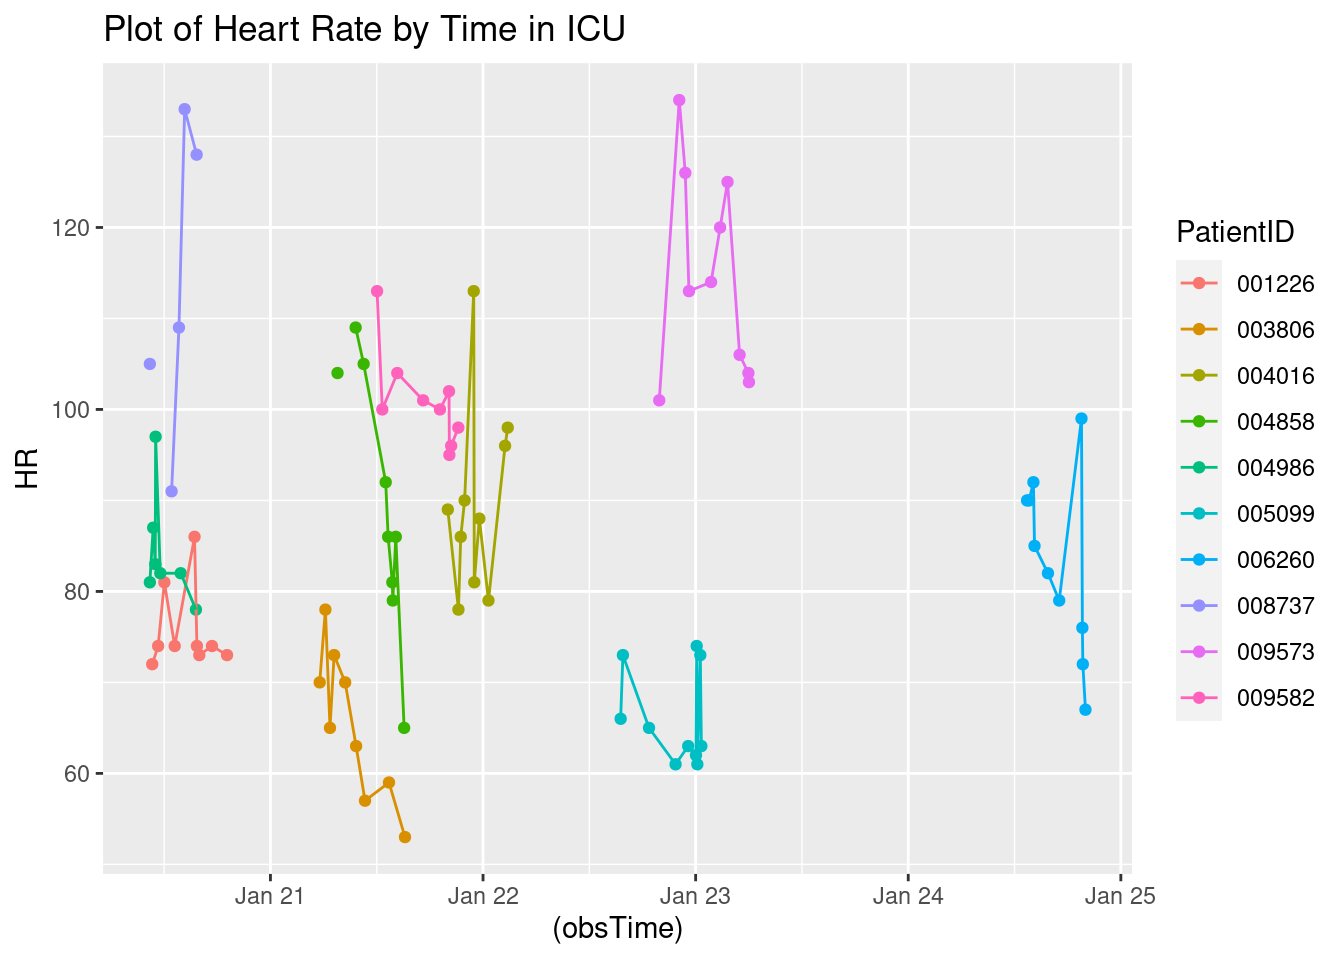 Plot of Heart Rate by Time in ICU
120
100
80
60
HR
Jan 21
Jan 22
Jan 23
Jan 24
Jan 25
(obsTime)
PatientID
001226
003806
004016
004858
004986
005099
006260
008737
009573
009582